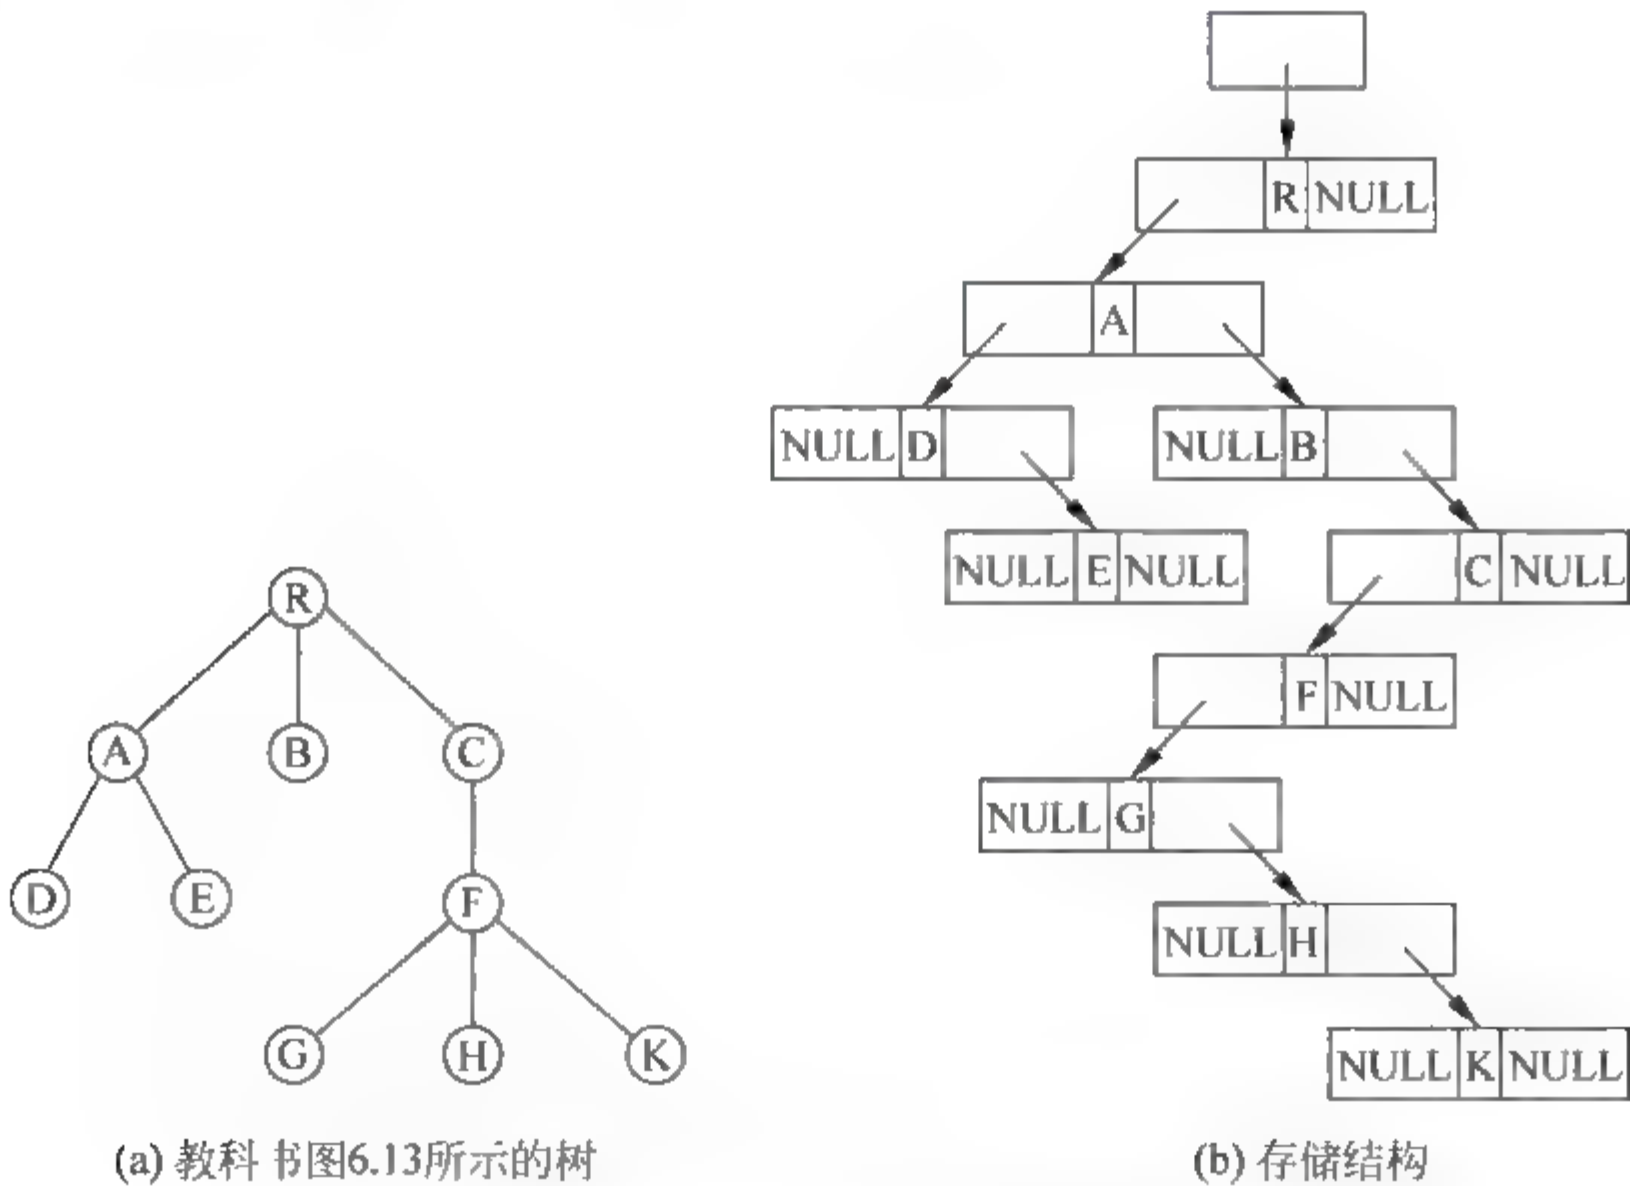 R NULL
A
NULL D
NULL B
NULL E NULL
C NULL
F NULL
NULL G
NULL H
NULL K NULL
R
A B C
D E F
G H K
(a) 教科书图6.13所示的树
(b) 存储结构